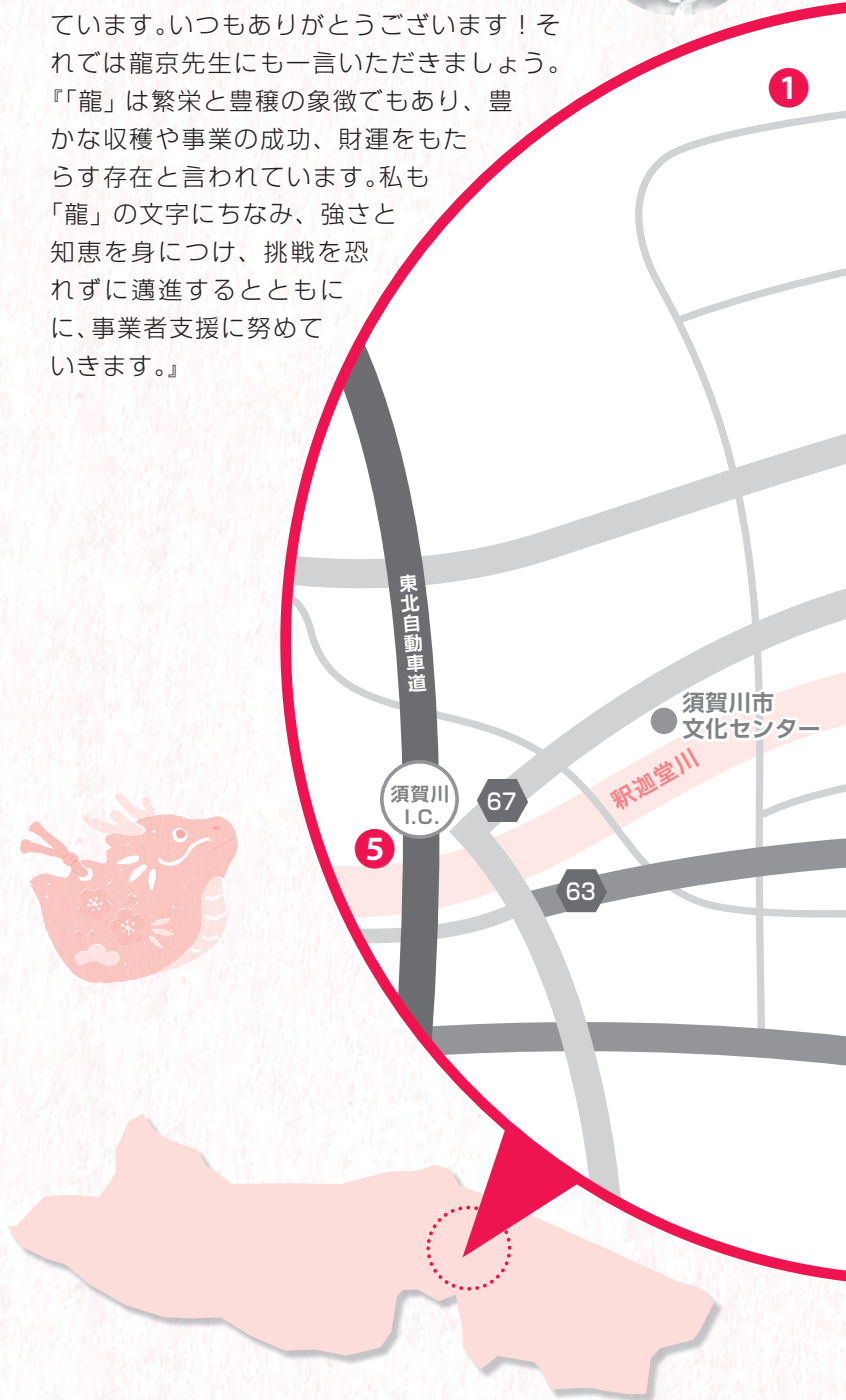 ています。いつもありがとうございます！そ
れでは龍京先生にも一言いただきましょう。
『「龍」は繁栄と豊穣の象徴でもあり、豊
かな収穫や事業の成功、財運をもた
らす存在と言われています。私も
「龍」の文字にちなみ、強さと
知恵を身につけ、挑戦を恐
れずに邁進するとともに
に、事業者支援に努めて
いきます。』
1
東北自動車道
須賀川市
文化センター
釈迦堂川
須賀川
I.C.
67
5
63